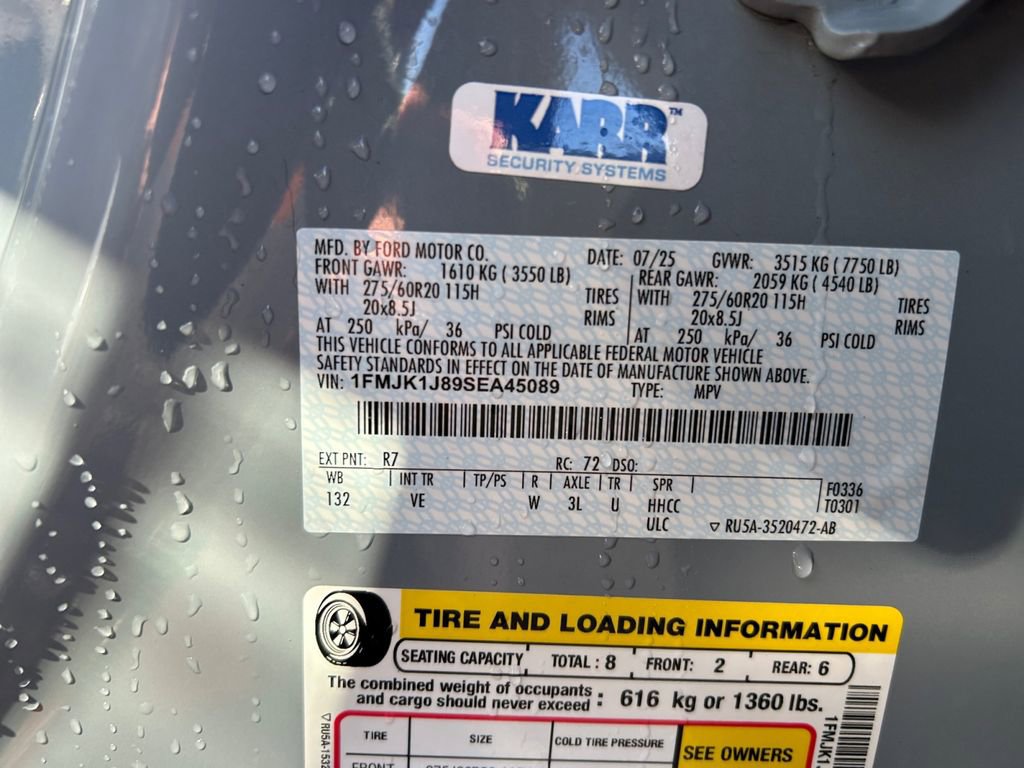 KARR™
SECURITY SYSTEMS
MFD. BY FORD MOTOR CO. DATE: 07/25 GVWR: 3515 KG ( 7750 LB)
FRONT GAWR: 1610 KG ( 3550 LB) REAR GAWR: 2059 KG ( 4540 LB)
WITH 275/60R20 115H TIRES WITH 275/60R20 115H TIRES
20x8.5J RIMS 20x8.5J RIMS
AT 250 kPa/ 36 PSI COLD AT 250 kPa/ 36 PSI COLD
THIS VEHICLE CONFORMS TO ALL APPLICABLE FEDERAL MOTOR VEHICLE
SAFETY STANDARDS IN EFFECT ON THE DATE OF MANUFACTURE SHOWN ABOVE.
VIN: 1FMJK1J89SEA45089 TYPE: MPV
EXT PNT: R7 RC: 72 DSO:
WB INT TR TP/PS R AXLE TR SPR F0336
132 VE W 3L U HHCC T0301
ULC ▽ RU5A-3520472-AB
TIRE AND LOADING INFORMATION
SEATING CAPACITY TOTAL : 8 FRONT: 2 REAR: 6
The combined weight of occupants
and cargo should never exceed : 616 kg or 1360 lbs.
TIRE SIZE COLD TIRE PRESSURE SEE OWNERS
▽ RU5A-1532
1FMJK1